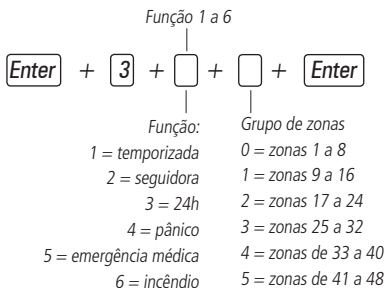 Função 1 a 6
Enter + 3 + + + Enter
Função:
1 = temporizada
2 = seguidora
3 = 24h
4 = pânico
5 = emergência médica
6 = incêndio
Grupo de zonas
0 = zonas 1 a 8
1 = zonas 9 a 16
2 = zonas 17 a 24
3 = zonas 25 a 32
4 = zonas de 33 a 40
5 = zonas de 41 a 48